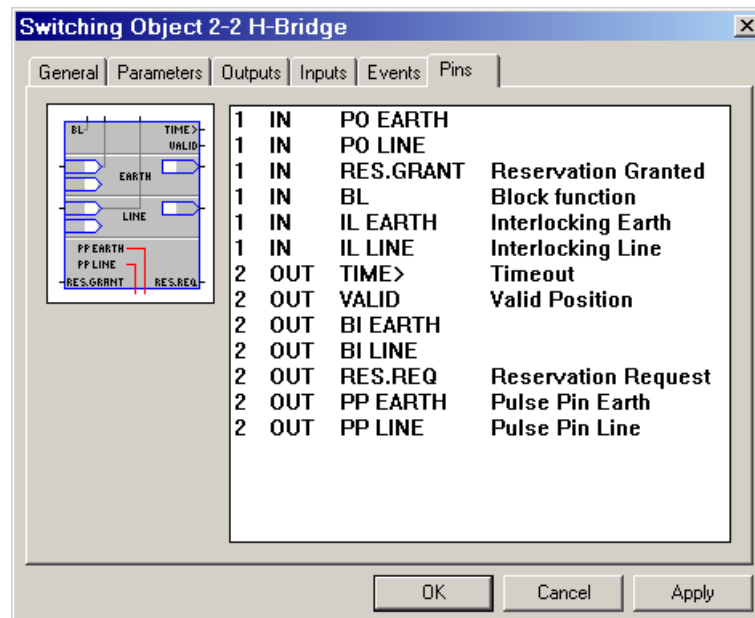 Switching Object 2-2 H-Bridge
General Parameters Outputs Inputs Events Pins
BL TIME>
VALID
EARTH
LINE
PP EARTH
PP LINE
RES.GRANT RES.REQ
1 IN PO EARTH
1 IN PO LINE
1 IN RES.GRANT Reservation Granted
1 IN BL Block function
1 IN IL EARTH Interlocking Earth
1 IN IL LINE Interlocking Line
2 OUT TIME> Timeout
2 OUT VALID Valid Position
2 OUT BI EARTH
2 OUT BI LINE
2 OUT RES.REQ Reservation Request
2 OUT PP EARTH Pulse Pin Earth
2 OUT PP LINE Pulse Pin Line
OK Cancel Apply